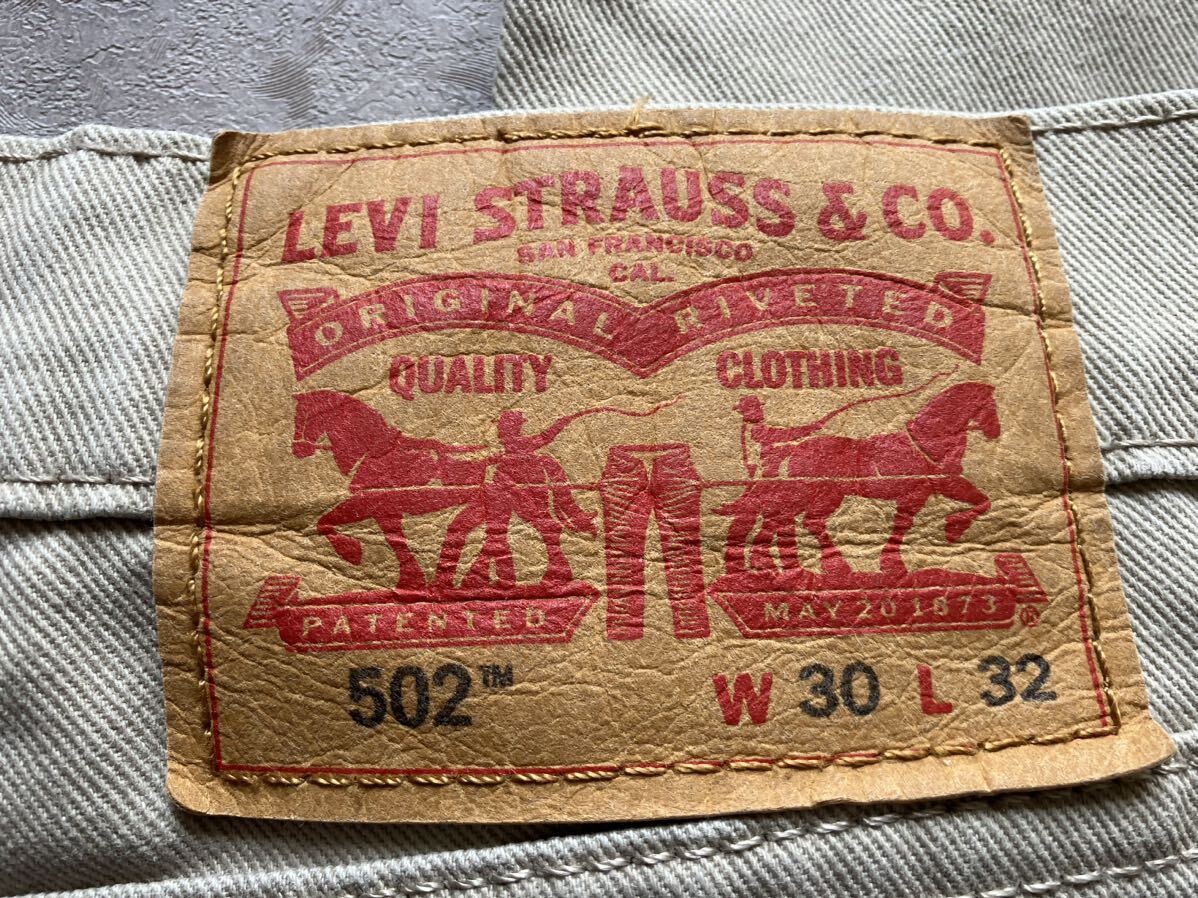 LEVI STRAUSS & CO.
SAN FRANCISCO
CAL.
ORIGINAL RIVETED
QUALITY CLOTHING
PATENTED MAY 20 1873 ®
502™ W 30 L 32